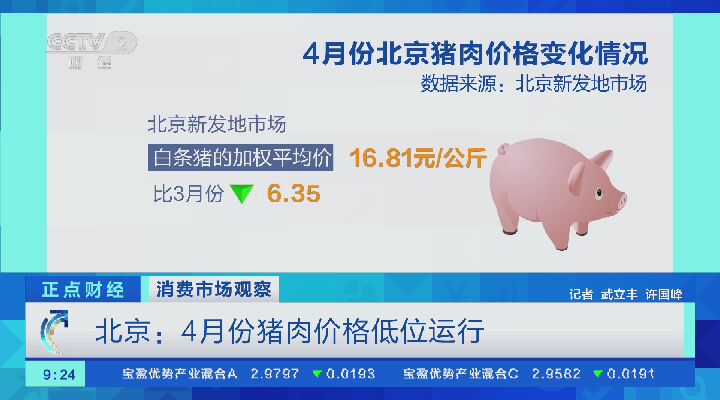 CCTV 2
财经
4月份北京猪肉价格变化情况
数据来源：北京新发地市场
北京新发地市场
白条猪的加权平均价 16.81元/公斤
比3月份 ▼ 6.35
正点财经 消费市场观察
记者 武立丰 许国峰
北京：4月份猪肉价格低位运行
9:24 宝盈优势产业混合A 2.9797 ▼0.0193 宝盈优势产业混合C 2.9582 ▼0.0191